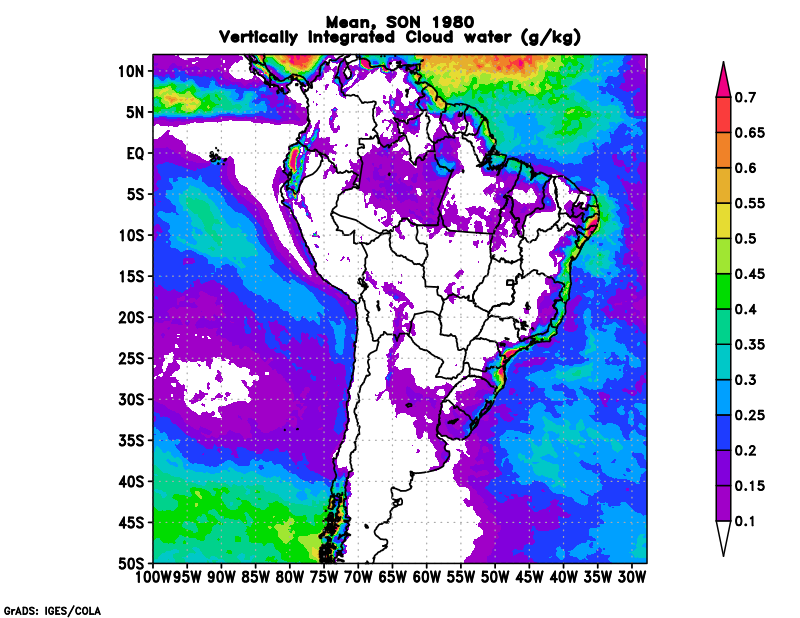 Mean, SON 1980
Vertically Integrated Cloud water (g/kg)
10N
5N
EQ
5S
10S
15S
20S
25S
30S
35S
40S
45S
50S
100W 95W 90W 85W 80W 75W 70W 65W 60W 55W 50W 45W 40W 35W 30W
0.7
0.65
0.6
0.55
0.5
0.45
0.4
0.35
0.3
0.25
0.2
0.15
0.1
GrADS: IGES/COLA